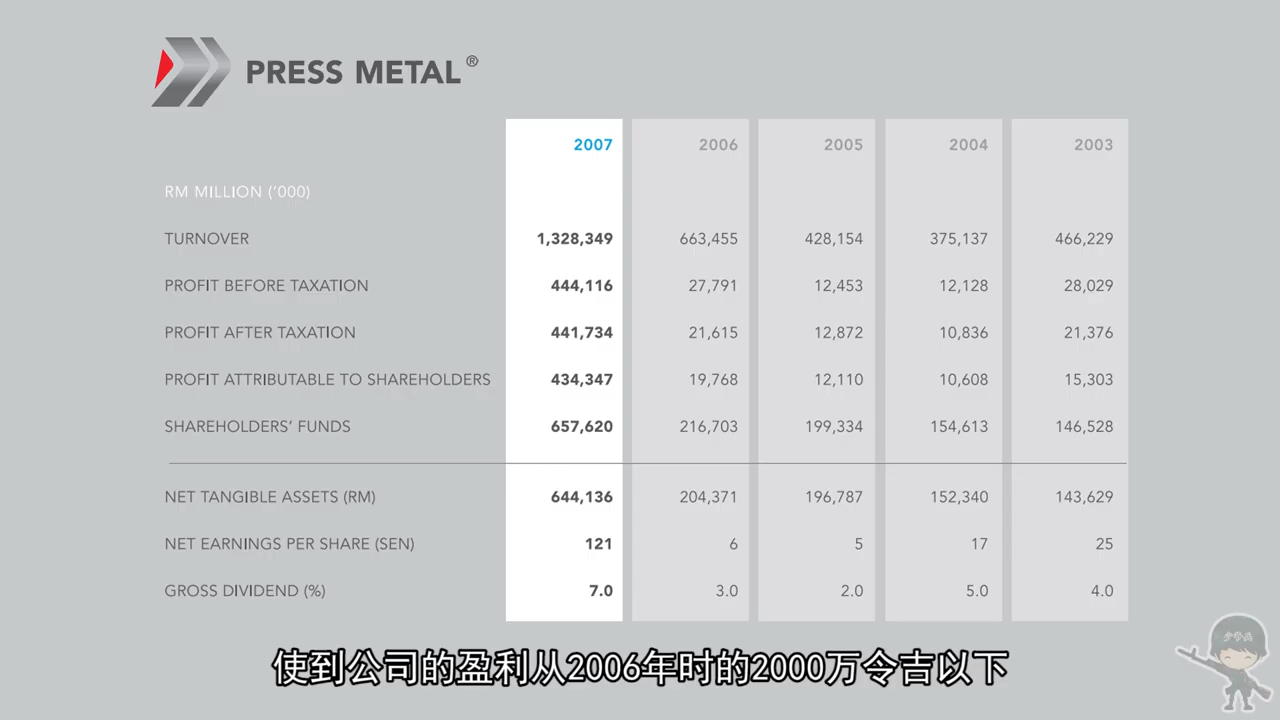 PRESS METAL®
2007 2006 2005 2004 2003
RM MILLION (‘000)
TURNOVER 1,328,349 663,455 428,154 375,137 466,229
PROFIT BEFORE TAXATION 444,116 27,791 12,453 12,128 28,029
PROFIT AFTER TAXATION 441,734 21,615 12,872 10,836 21,376
PROFIT ATTRIBUTABLE TO SHAREHOLDERS 434,347 19,768 12,110 10,608 15,303
SHAREHOLDERS’ FUNDS 657,620 216,703 199,334 154,613 146,528
NET TANGIBLE ASSETS (RM) 644,136 204,371 196,787 152,340 143,629
NET EARNINGS PER SHARE (SEN) 121 6 5 17 25
GROSS DIVIDEND (%) 7.0 3.0 2.0 5.0 4.0
使到公司的盈利从2006年时的2000万令吉以下